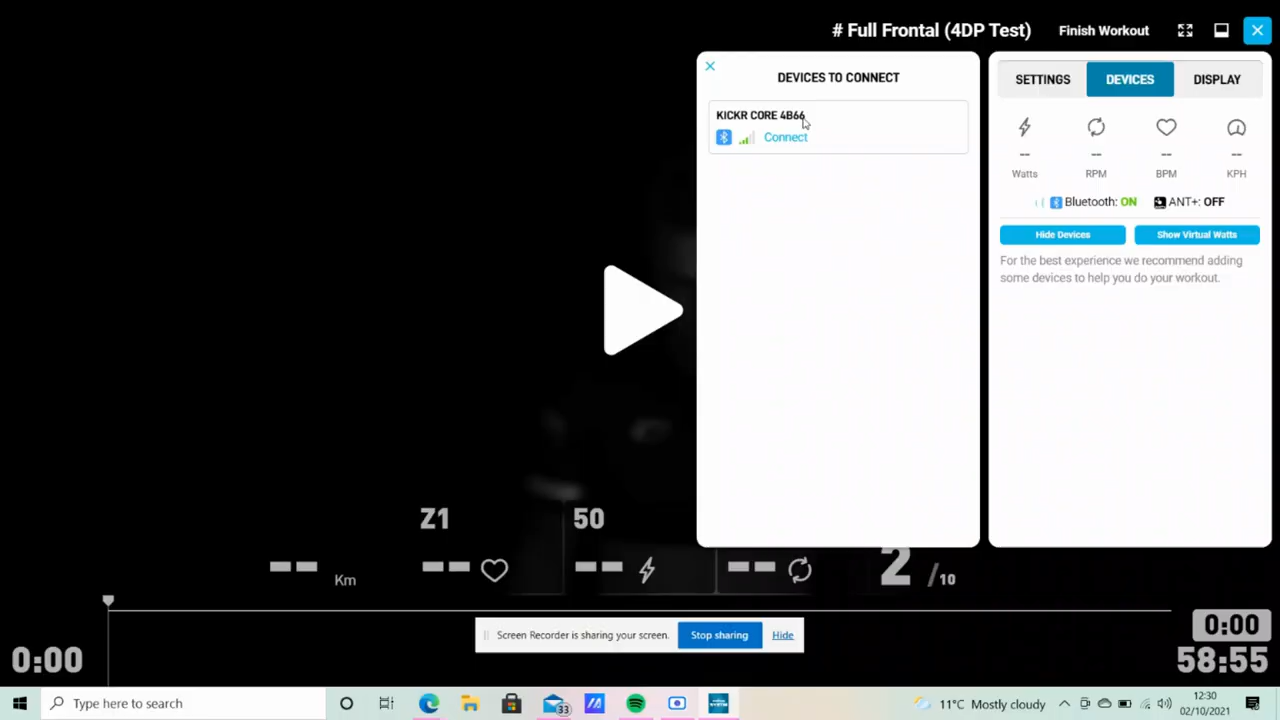 # Full Frontal (4DP Test)
Finish Workout
DEVICES TO CONNECT
KICKR CORE 4B66
Connect
SETTINGS
DEVICES
DISPLAY
-- -- -- --
Watts RPM BPM KPH
Bluetooth: ON ANT+: OFF
Hide Devices
Show Virtual Watts
For the best experience we recommend adding
some devices to help you do your workout.
Z1
50
-- Km
--
--
--
2 /10
0:00
0:00
58:55
Screen Recorder is sharing your screen.
Stop sharing
Hide
Type here to search
33
11°C Mostly cloudy
12:30
02/10/2021